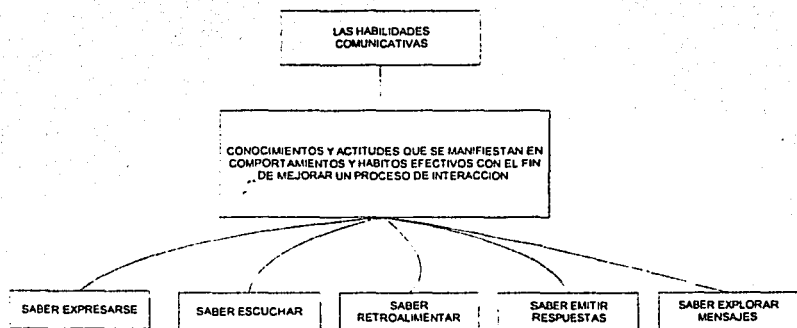 LAS HABILIDADES
COMUNICATIVAS
CONOCIMIENTOS Y ACTITUDES QUE SE MANIFIESTAN EN
COMPORTAMIENTOS Y HABITOS EFECTIVOS CON EL FIN
DE MEJORAR UN PROCESO DE INTERACCION
SABER EXPRESARSE
SABER ESCUCHAR
SABER
RETROALIMENTAR
SABER EMITIR
RESPUESTAS
SABER EXPLORAR
MENSAJES